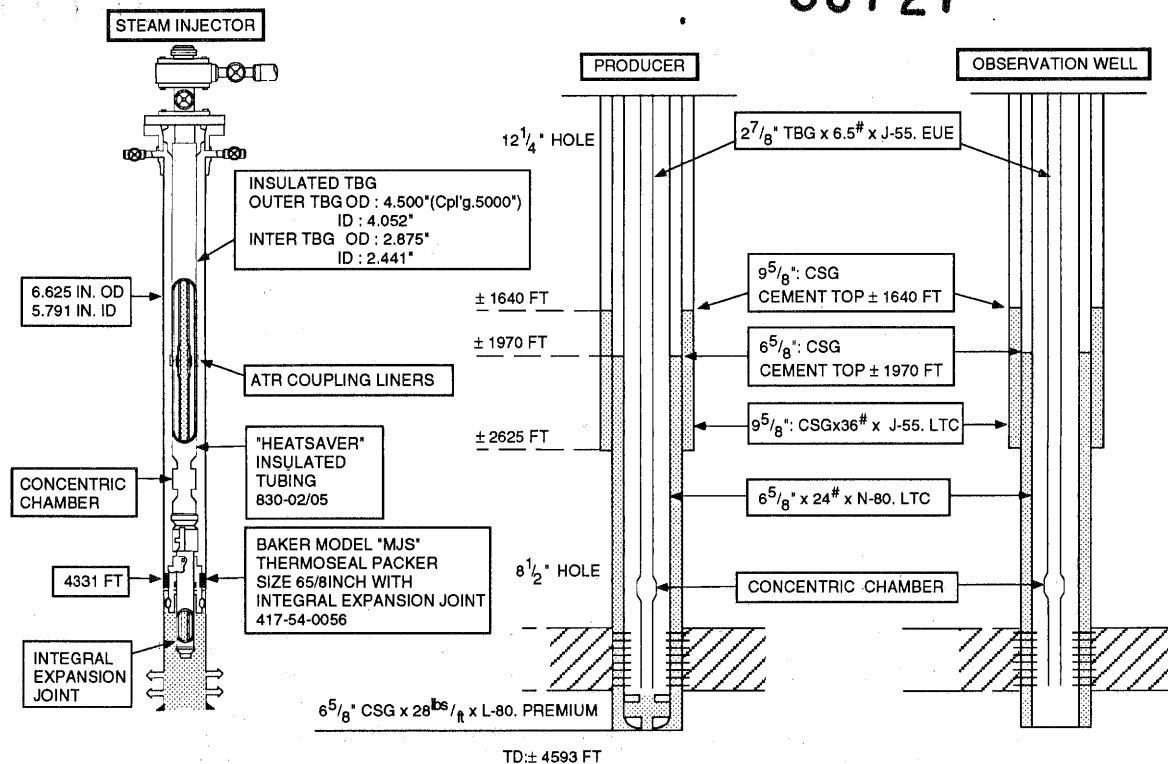 STEAM INJECTOR
INSULATED TBG
OUTER TBG OD : 4.500"(Cpl'g.5000")
ID : 4.052"
INTER TBG OD : 2.875"
ID : 2.441"
6.625 IN. OD
5.791 IN. ID
ATR COUPLING LINERS
"HEATSAVER"
INSULATED
TUBING
830-02/05
CONCENTRIC
CHAMBER
BAKER MODEL "MJS"
THERMOSEAL PACKER
SIZE 65/8INCH WITH
INTEGRAL EXPANSION JOINT
417-54-0056
4331 FT
INTEGRAL
EXPANSION
JOINT
PRODUCER
OBSERVATION WELL
12 1/4" HOLE
2 7/8" TBG x 6.5# x J-55. EUE
9 5/8": CSG
CEMENT TOP ± 1640 FT
± 1640 FT
± 1970 FT
6 5/8": CSG
CEMENT TOP ± 1970 FT
9 5/8": CSGx36# x J-55. LTC
± 2625 FT
6 5/8" x 24# x N-80. LTC
8 1/2" HOLE
CONCENTRIC CHAMBER
6 5/8" CSG x 28 lbs/ft x L-80. PREMIUM
TD:± 4593 FT